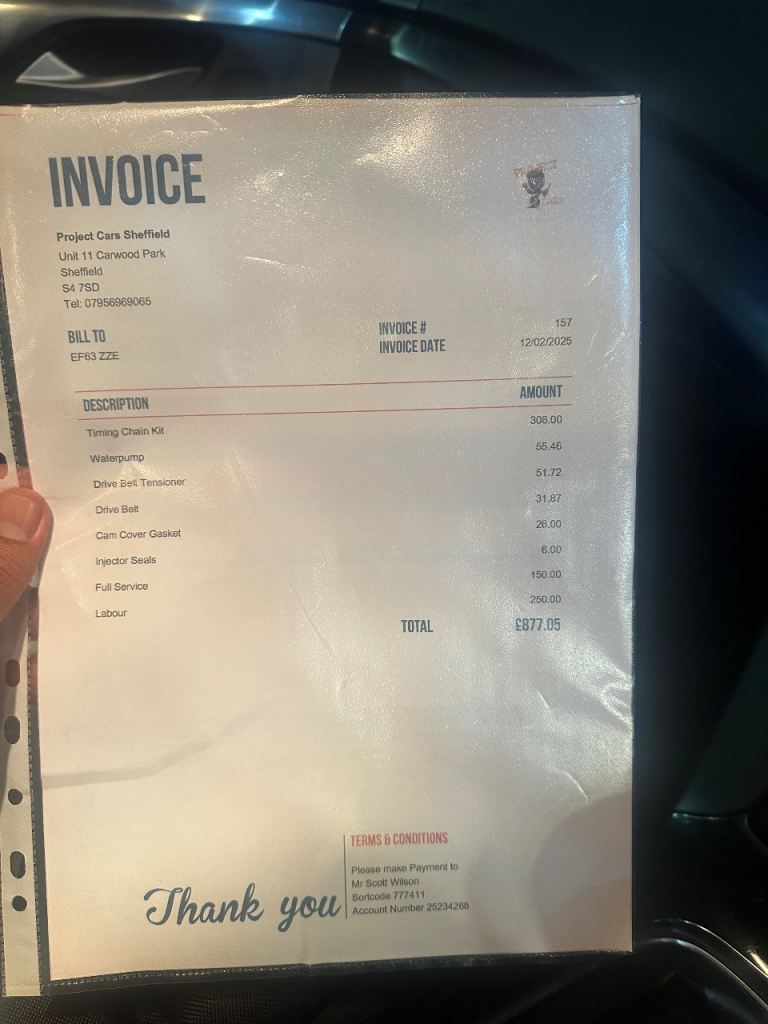 INVOICE
PROJECT
CARS
Project Cars Sheffield
Unit 11 Carwood Park
Sheffield
S4 7SD
Tel: 07956969065
BILL TO
EF63 ZZE
INVOICE # 157
INVOICE DATE 12/02/2025
DESCRIPTION AMOUNT
Timing Chain Kit 306.00
Waterpump 55.46
Drive Belt Tensioner 51.72
Drive Belt 31.87
Cam Cover Gasket 26.00
Injector Seals 6.00
Full Service 150.00
Labour 250.00
TOTAL £877.05
Thank you
TERMS & CONDITIONS
Please make Payment to
Mr Scott Wilson
Sortcode 777411
Account Number 25234268